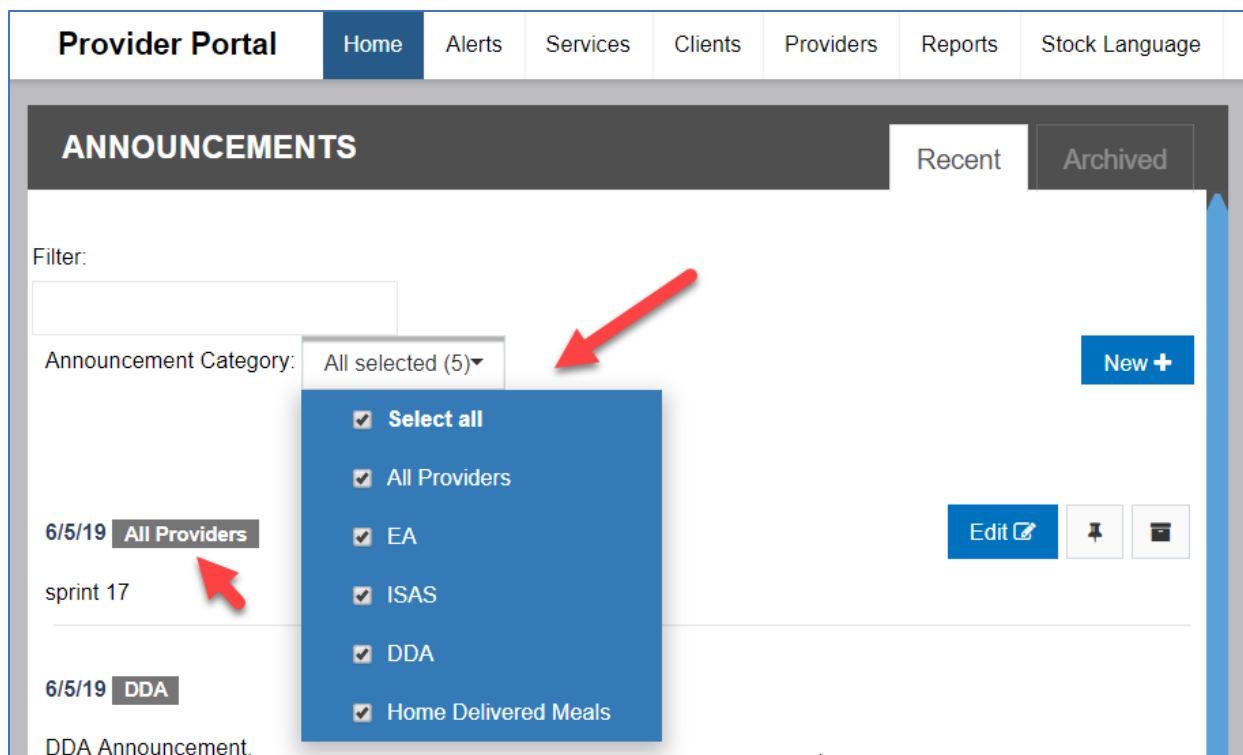 Provider Portal Home Alerts Services Clients Providers Reports Stock Language
ANNOUNCEMENTS Recent Archived
Filter:
Announcement Category: All selected (5) New
Select all
All Providers
6/5/19 All Providers EA Edit
sprint 17 ISAS
DDA
6/5/19 DDA
Home Delivered Meals
DDA Announcement.